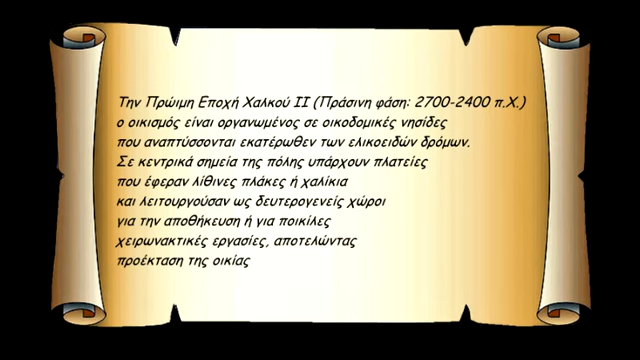 Την Πρώιμη Εποχή Χαλκού ΙΙ (Πράσινη φάση: 2700-2400 π.Χ.)
ο οικισμός είναι οργανωμένος σε οικοδομικές νησίδες
που αναπτύσσονται εκατέρωθεν των ελικοειδών δρόμων.
Σε κεντρικά σημεία της πόλης υπάρχουν πλατείες
που έφεραν λίθινες πλάκες ή χαλίκια
και λειτουργούσαν ως δευτερογενείς χώροι
για την αποθήκευση ή για ποικίλες
χειρωνακτικές εργασίες, αποτελώντας
προέκταση της οικίας